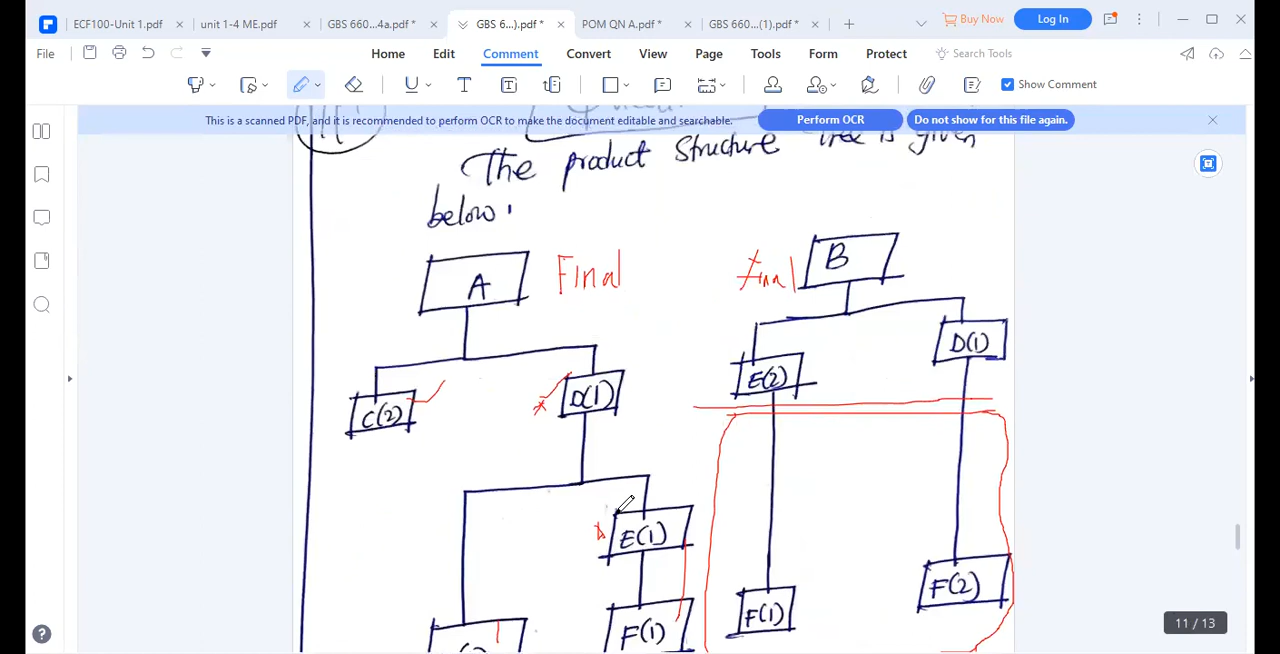 ECF100-Unit 1.pdf
unit 1-4 ME.pdf
GBS 660...4a.pdf *
GBS 6...).pdf *
POM QN A.pdf *
GBS 660...(1).pdf *
Buy Now
Log In
File
Home
Edit
Comment
Convert
View
Page
Tools
Form
Protect
Search Tools
Show Comment
This is a scanned PDF, and it is recommended to perform OCR to make the document editable and searchable.
Perform OCR
Do not show for this file again.
The product Structure Tree is given
below.
A
Final
Final
B
C(2)
D(1)
E(2)
D(1)
E(1)
F(1)
F(1)
F(2)
11 / 13